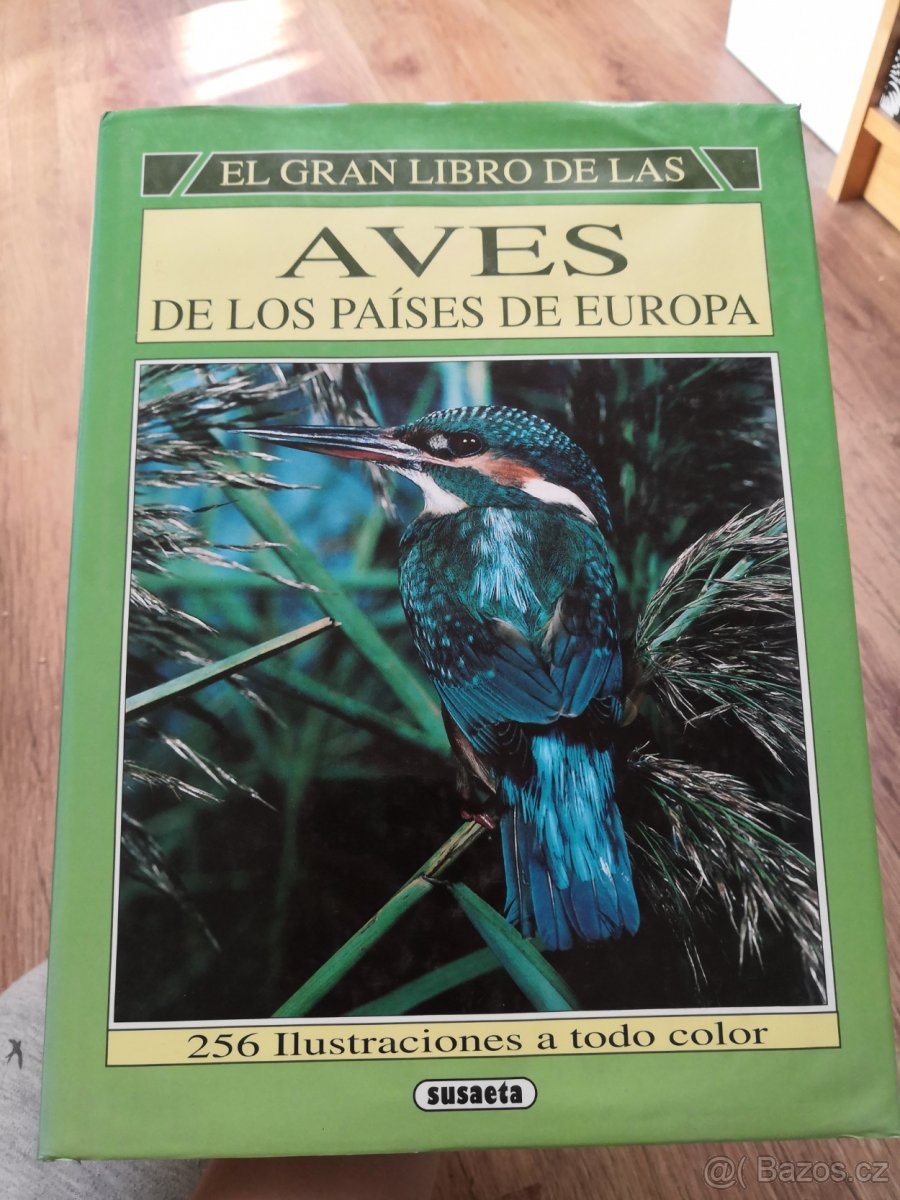 EL GRAN LIBRO DE LAS
AVES
DE LOS PAÍSES DE EUROPA
256 Ilustraciones a todo color
susaeta
@( Bazos.cz